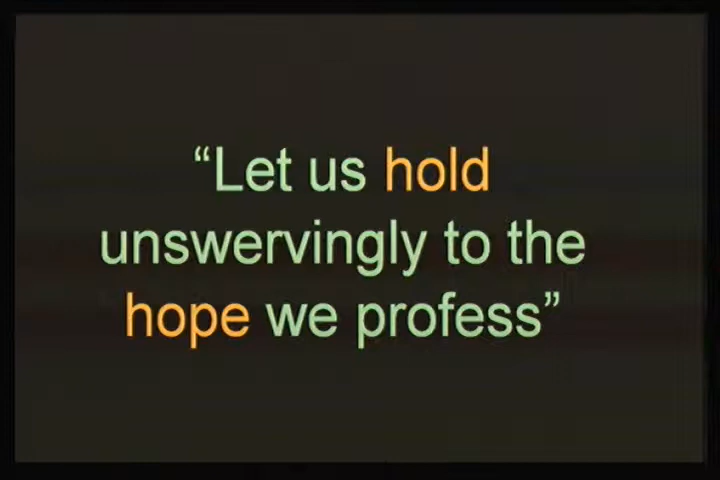 “Let us hold
unswervingly to the
hope we profess”